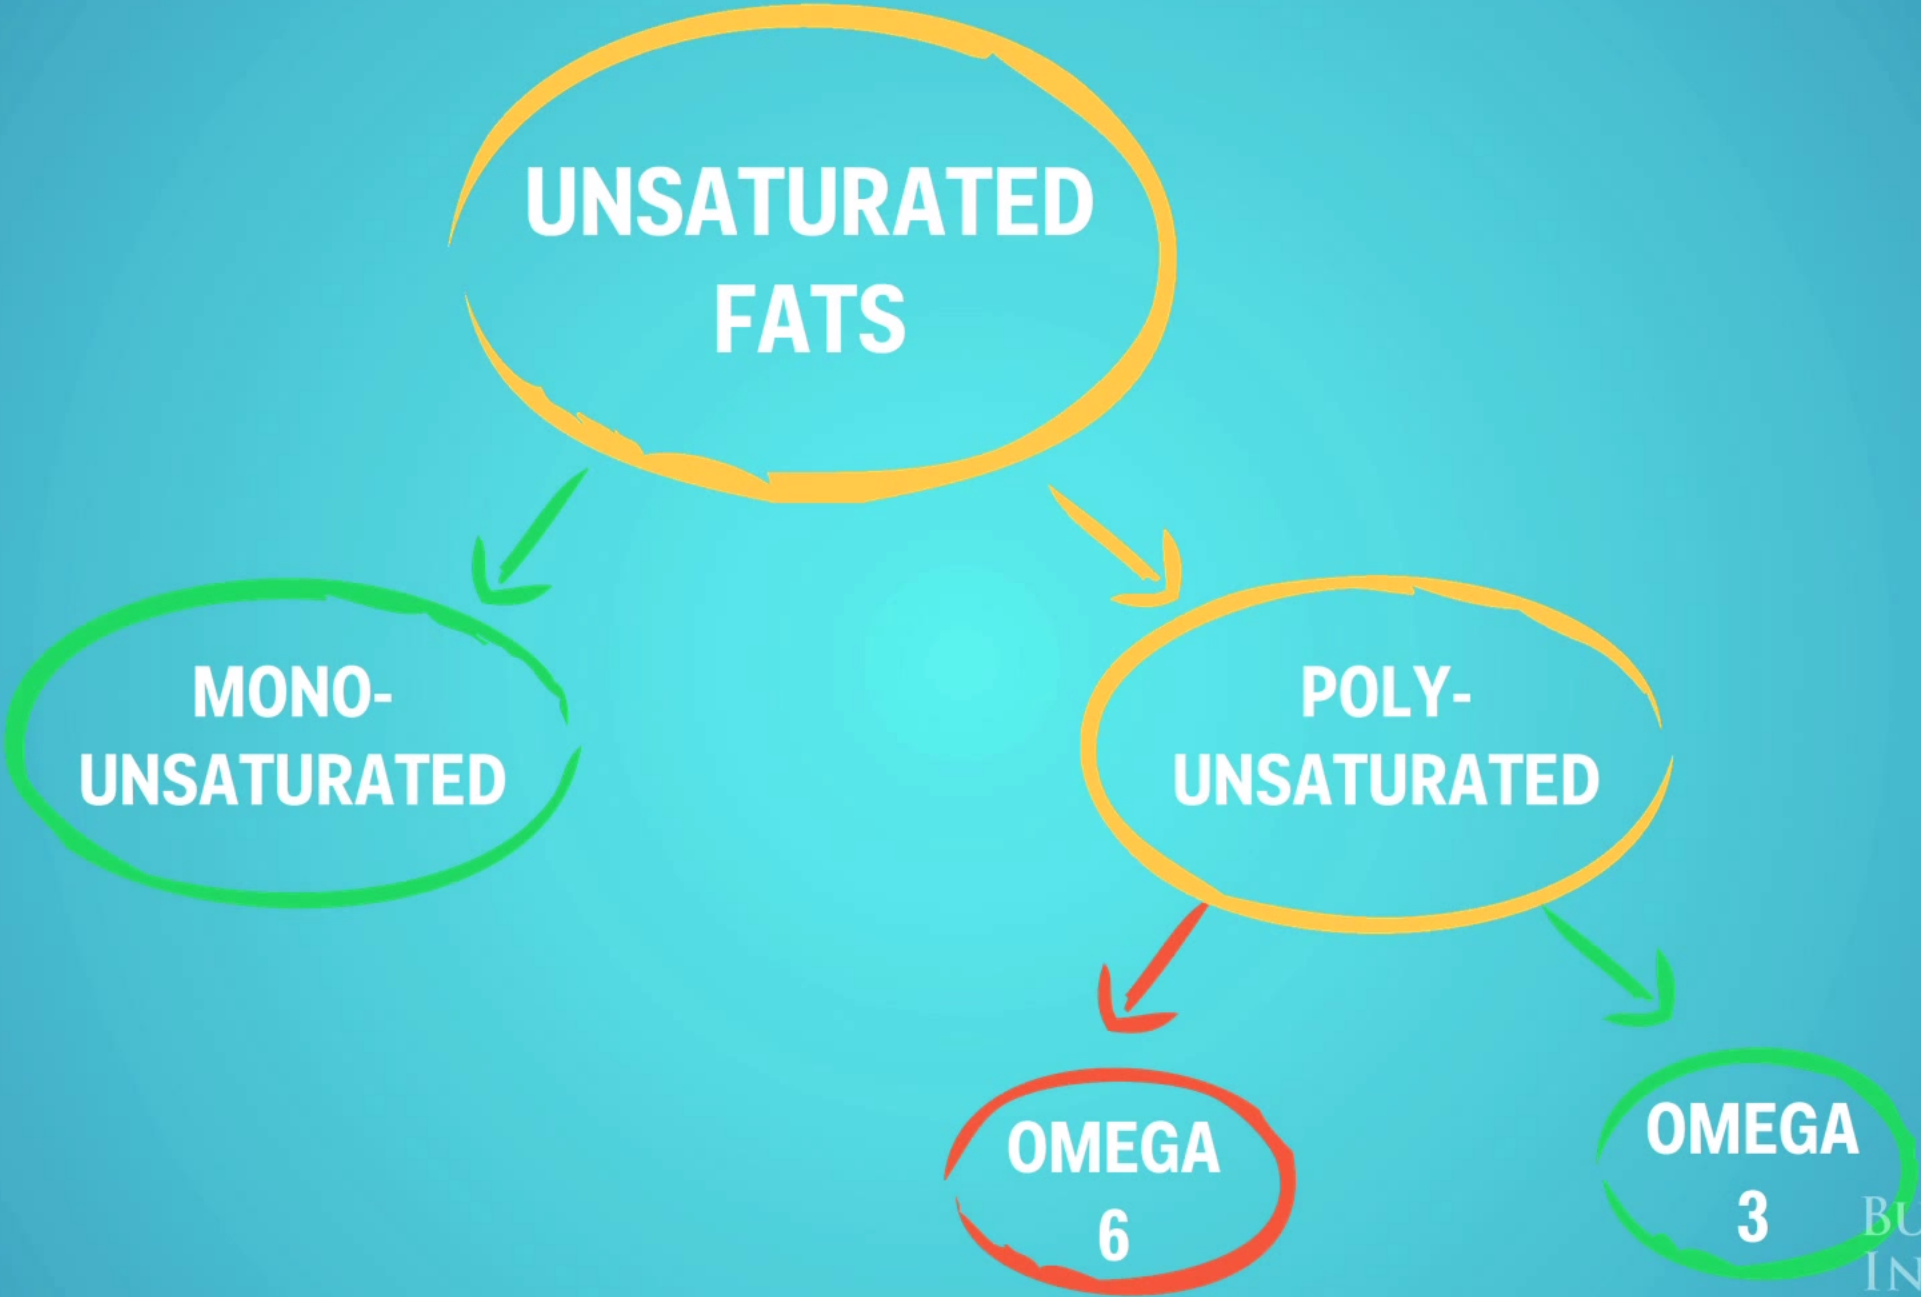 UNSATURATED
FATS
MONO-
UNSATURATED
POLY-
UNSATURATED
OMEGA
6
OMEGA
3